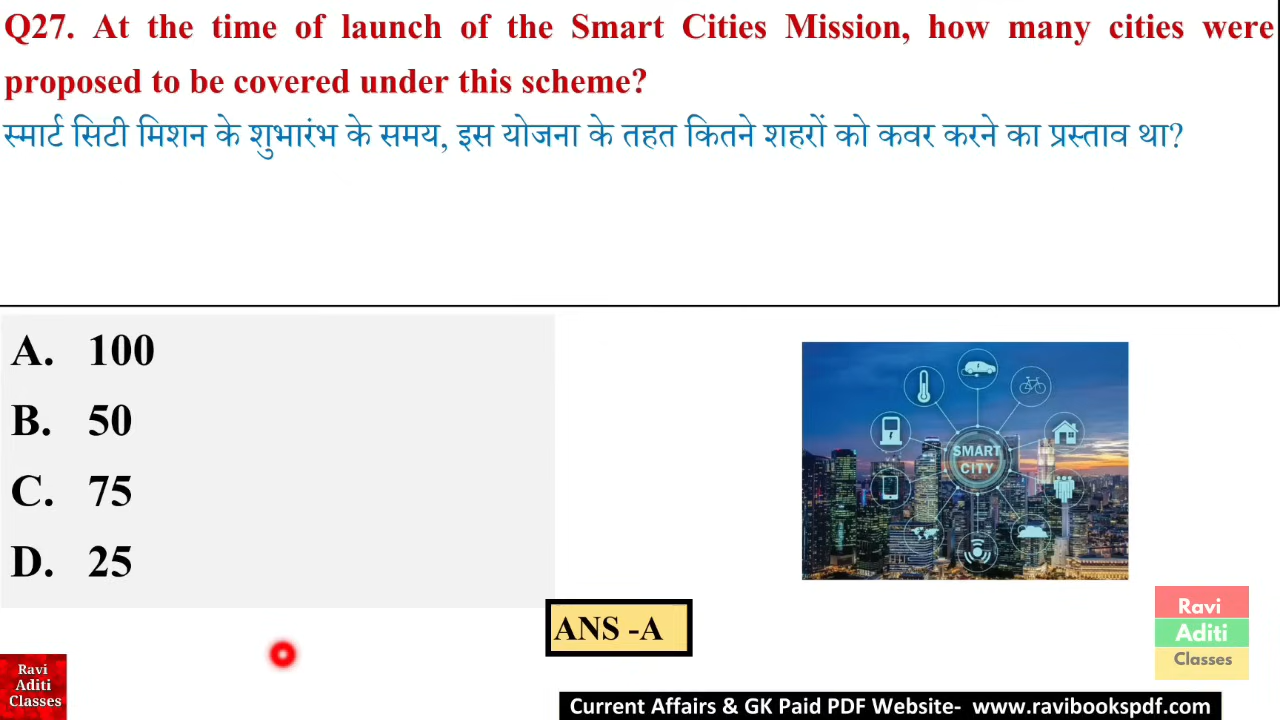 Q27. At the time of launch of the Smart Cities Mission, how many cities were
proposed to be covered under this scheme?
स्मार्ट सिटी मिशन के शुभारंभ के समय, इस योजना के तहत कितने शहरों को कवर करने का प्रस्ताव था?
A. 100
B. 50
C. 75
D. 25
SMART
CITY
ANS -A
Ravi
Aditi
Classes
Ravi
Aditi
Classes
Current Affairs & GK Paid PDF Website- www.ravibookspdf.com